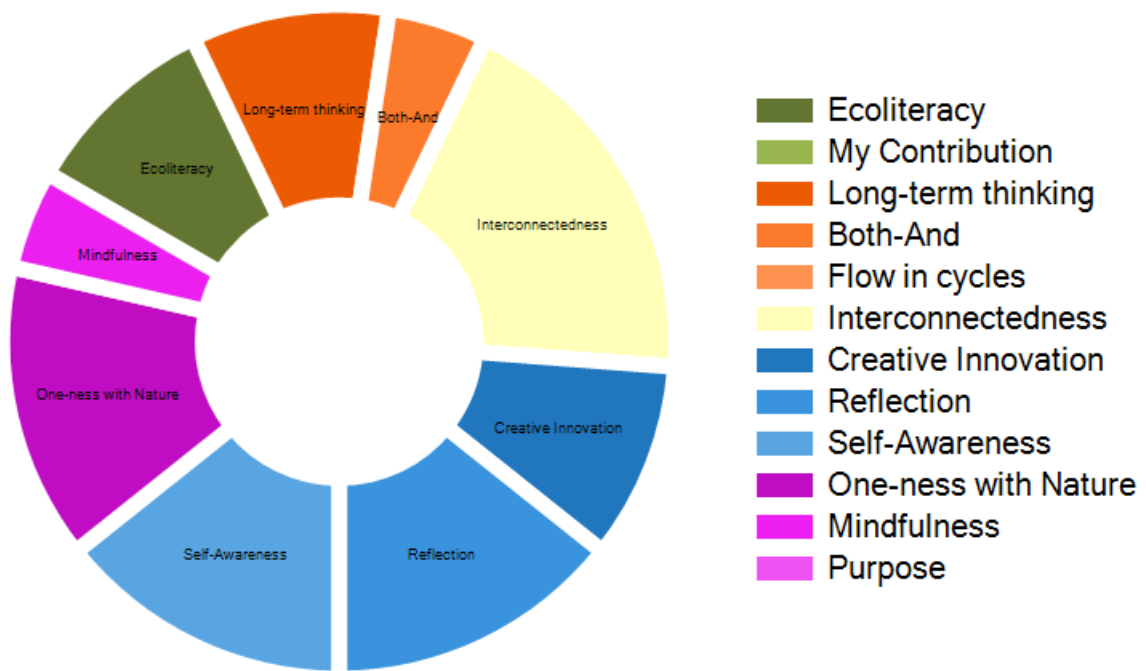 Long-term thinking
Both-And
Ecoliteracy
Interconnectedness
Mindfulness
One-ness with Nature
Creative Innovation
Self-Awareness
Reflection
Ecoliteracy
My Contribution
Long-term thinking
Both-And
Flow in cycles
Interconnectedness
Creative Innovation
Reflection
Self-Awareness
One-ness with Nature
Mindfulness
Purpose